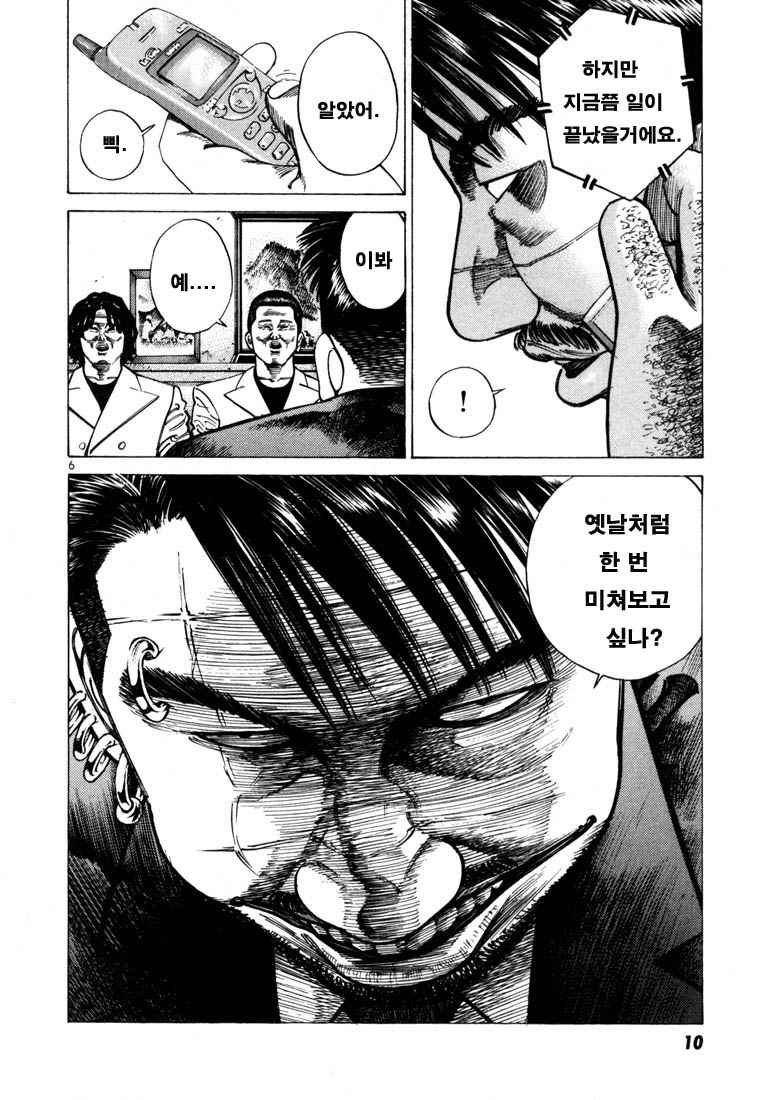 하지만
지금쯤 일이
끝났을거에요.
!
알았어.
삑.
이봐
예....
6
옛날처럼
한 번
미쳐보고
싶나?
10